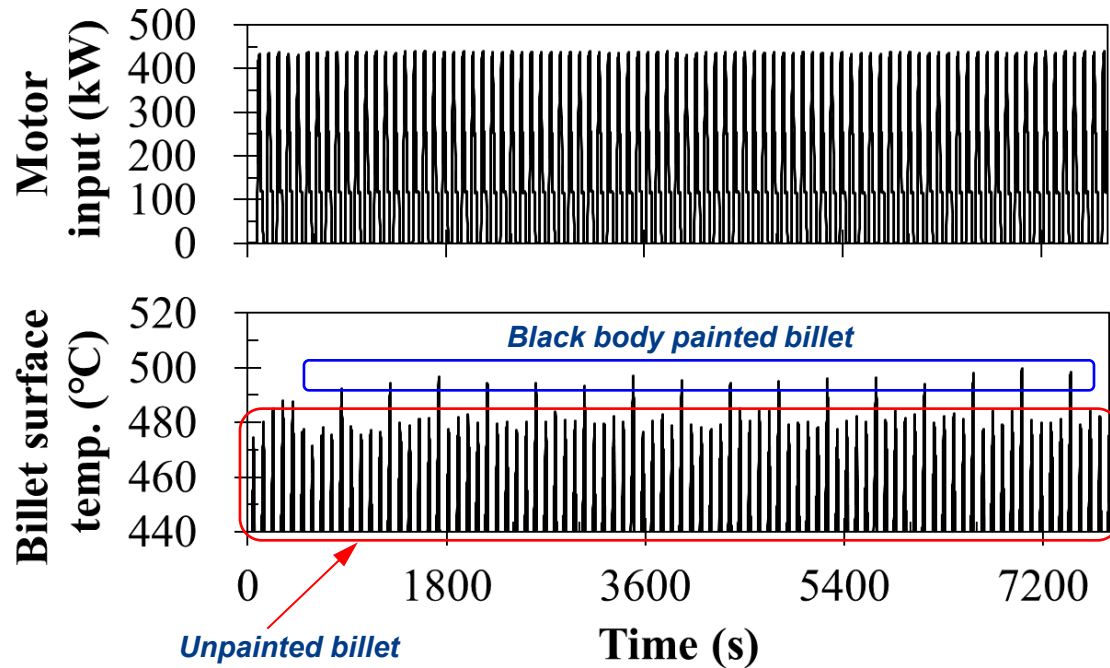 Motor
input (kW)
500
400
300
200
100
0
Billet surface
temp. (°C)
520
500
480
460
440
Black body painted billet
0
1800
3600
5400
7200
Unpainted billet
Time (s)